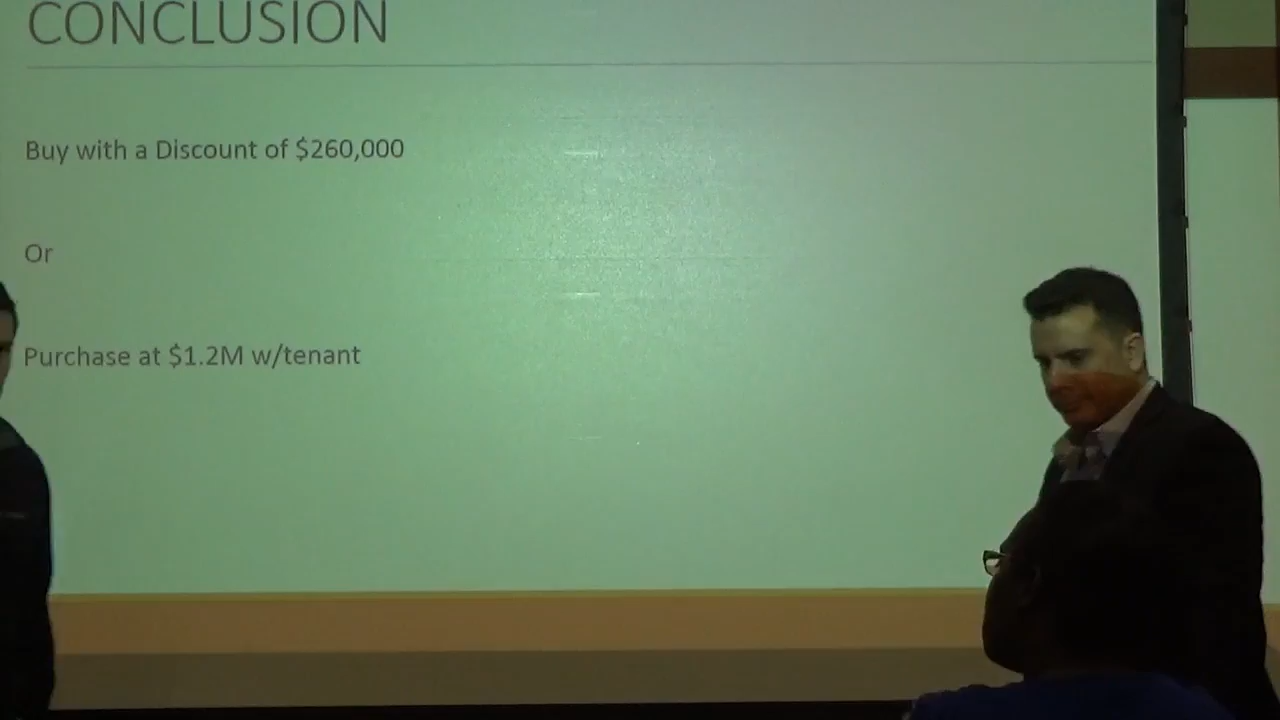 CONCLUSION
Buy with a Discount of $260,000
Or
Purchase at $1.2M w/tenant